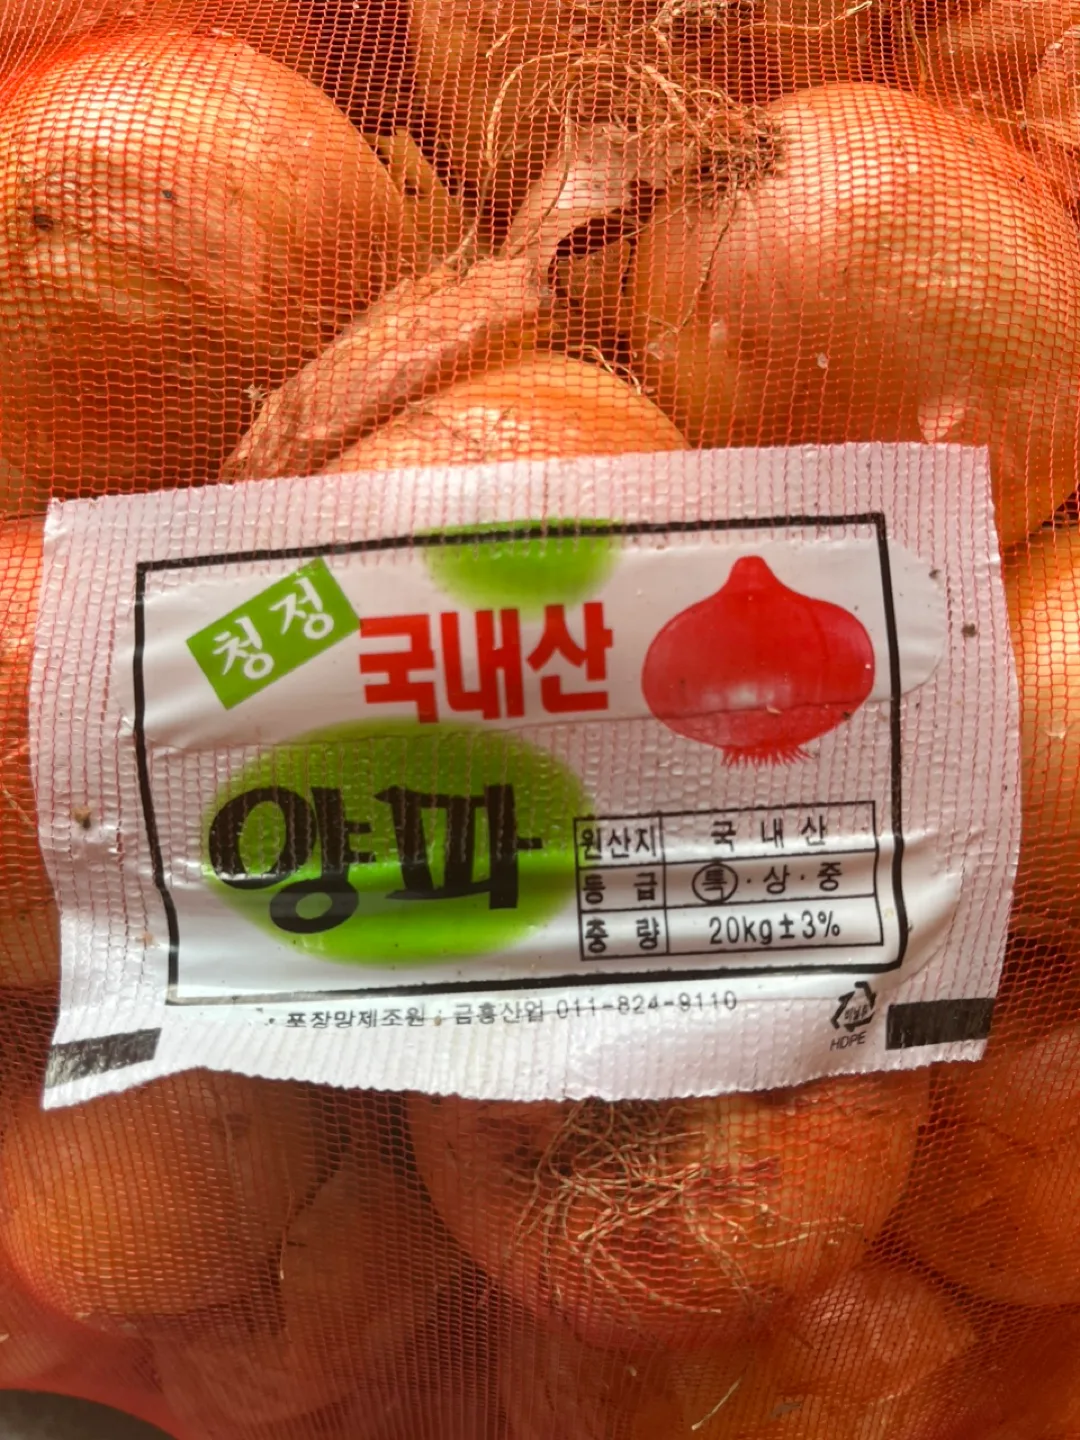 청정
국내산
양파
원산지 국내산
등급 특·상·중
중량 20kg±3%
· 포장망제조원 : 금흥산업 011-824-9110
HDPE